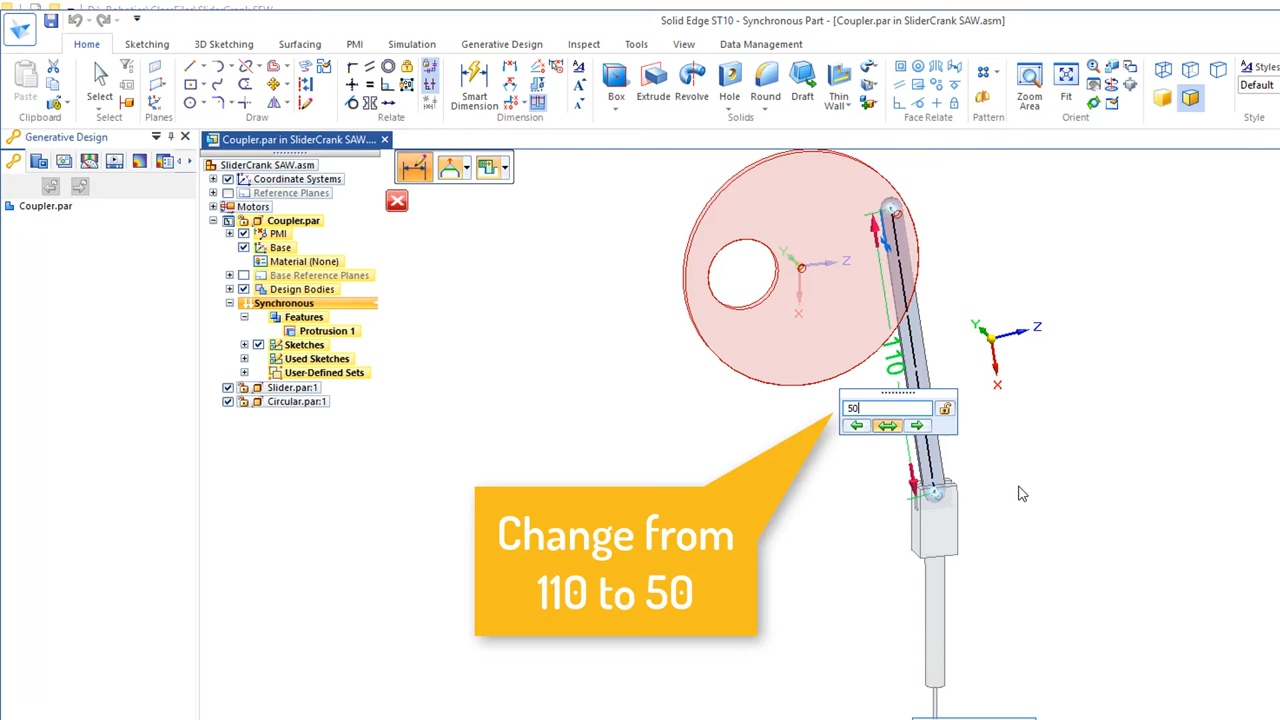 D:\_Robotics\ClassFiles\SliderCrank SEW
Solid Edge ST10 - Synchronous Part - [Coupler.par in SliderCrank SAW.asm]
Home
Sketching
3D Sketching
Surfacing
PMI
Simulation
Generative Design
Inspect
Tools
View
Data Management
Paste
Select
Smart Dimension
Box
Extrude
Revolve
Hole
Round
Draft
Thin Wall
Zoom Area
Fit
Styles
Default
Clipboard
Select
Planes
Draw
Relate
Dimension
Solids
Face Relate
Orient
Style
Generative Design
Coupler.par in SliderCrank SAW....
Coupler.par
SliderCrank SAW.asm
Coordinate Systems
Reference Planes
Motors
Coupler.par
PMI
Base
Material (None)
Base Reference Planes
Design Bodies
Synchronous
Features
Protrusion 1
Sketches
Used Sketches
User-Defined Sets
Slider.par:1
Circular.par:1
Y
Z
X
Y
Z
X
110
50
Change from
110 to 50